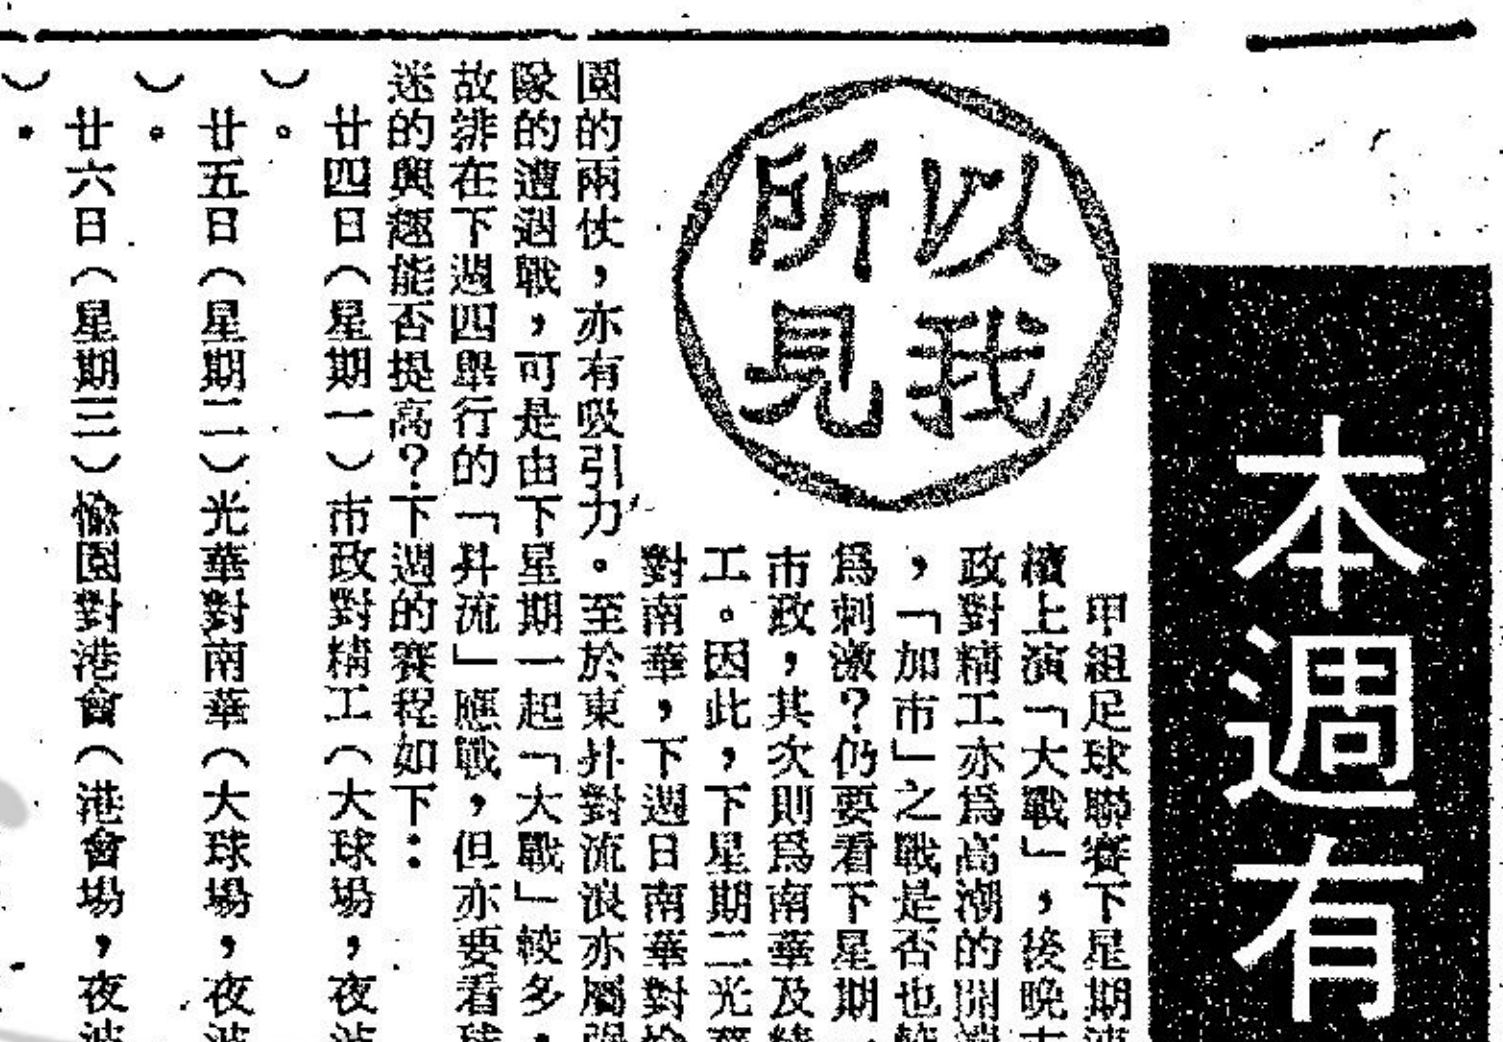 本週有
以我
所見
甲組足球聯賽下星期
續上演「大戰」，後晚
政對精工亦爲高潮的開
，「加市」之戰是否也
爲刺激？仍要看下星期
市政，其次則爲南華及
工。因此，下星期二光
對南華，下週日南華對
園的兩仗，亦有吸引力。至於東昇對流浪亦屬
隊的遭遇戰，可是由下星期一起「大戰」較多，
故排在下週四舉行的「昇流」應戰，但亦要看
迷的興趣能否提高？下週的賽程如下：
廿四日（星期一）市政對精工（大球場，夜
）。
廿五日（星期二）光華對南華（大球場，夜
）。
廿六日（星期三）愉園對港會（港會場，夜
）。